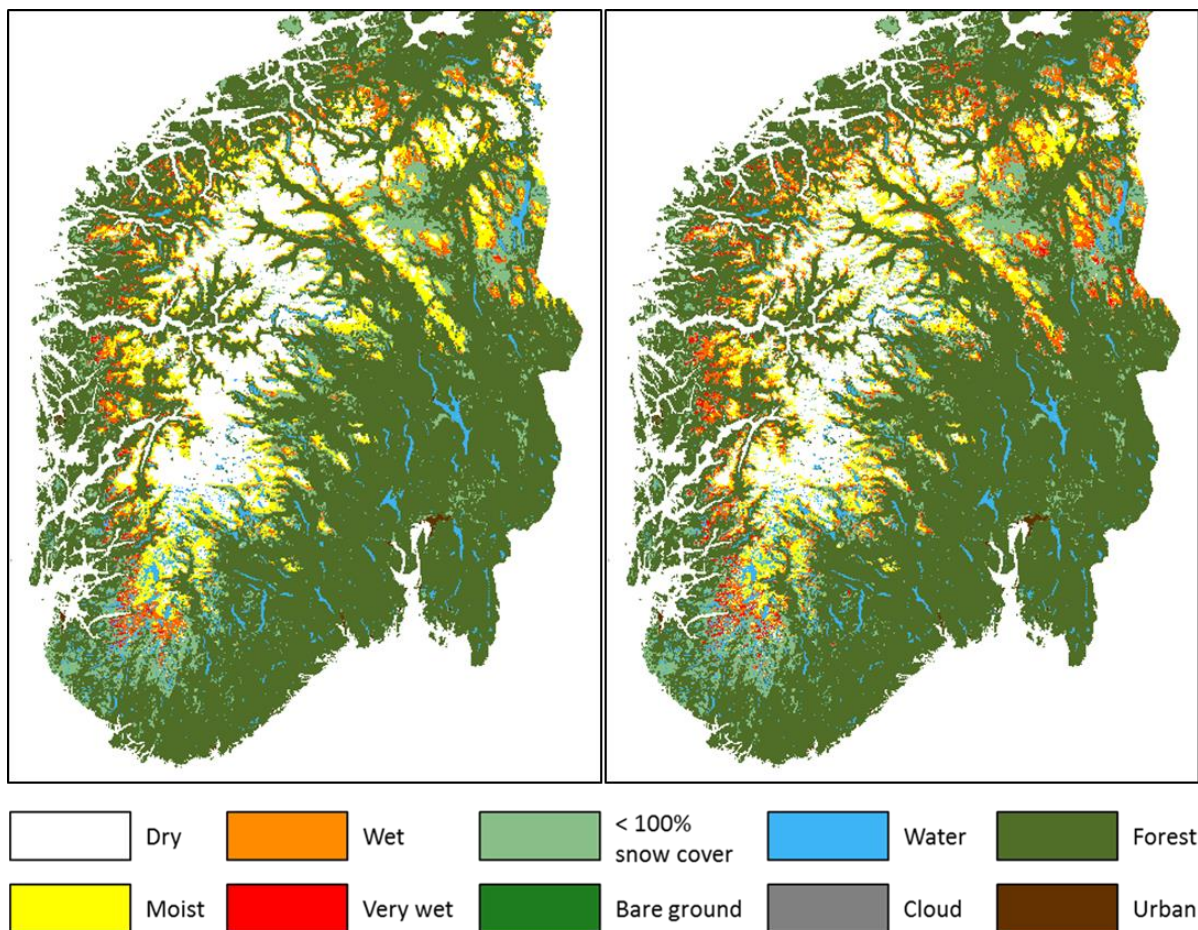 Dry
Wet
< 100%
snow cover
Water
Forest
Moist
Very wet
Bare ground
Cloud
Urban